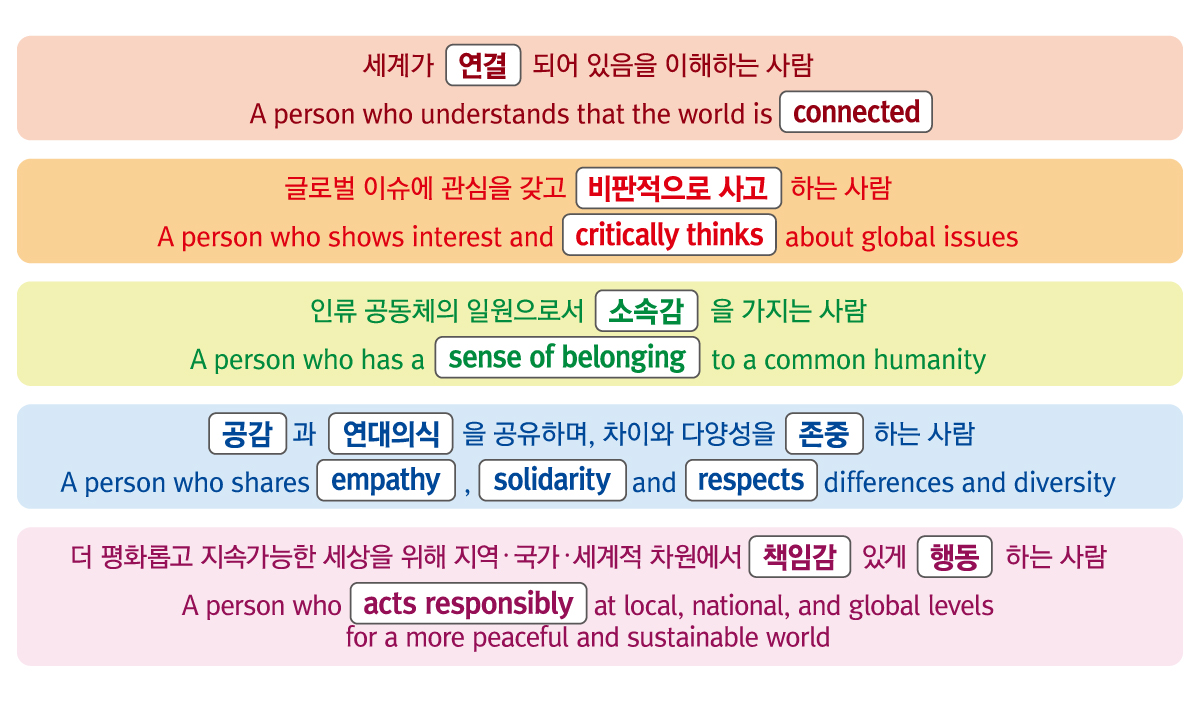 세계가 연결 되어 있음을 이해하는 사람
A person who understands that the world is connected
글로벌 이슈에 관심을 갖고 비판적으로 사고 하는 사람
A person who shows interest and critically thinks about global issues
인류 공동체의 일원으로서 소속감 을 가지는 사람
A person who has a sense of belonging to a common humanity
공감 과 연대의식 을 공유하며, 차이와 다양성을 존중 하는 사람
A person who shares empathy , solidarity and respects differences and diversity
더 평화롭고 지속가능한 세상을 위해 지역·국가·세계적 차원에서 책임감 있게 행동 하는 사람
A person who acts responsibly at local, national, and global levels
for a more peaceful and sustainable world